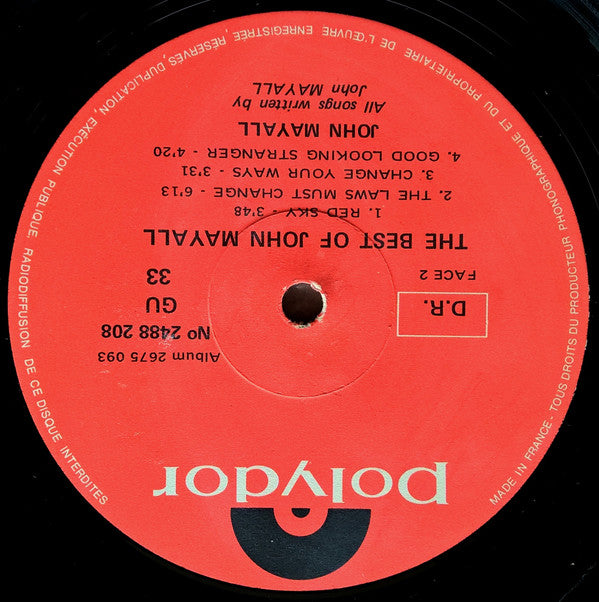 polydor
Album 2675 093
No 2488 208
GU
33
D.R.
FACE 2
THE BEST OF JOHN MAYALL
1. RED SKY - 3'48
2. THE LAWS MUST CHANGE - 6'13
3. CHANGE YOUR WAYS - 3'31
4. GOOD LOOKING STRANGER - 4'20
JOHN MAYALL
All songs written by
John MAYALL
MADE IN FRANCE - TOUS DROITS DU PRODUCTEUR PHONOGRAPHIQUE ET DU PROPRIETAIRE DE L'ŒUVRE ENREGISTRÉE, RÉSERVÉS, DUPLICATION, EXÉCUTION PUBLIQUE RADIODIFFUSION DE CE DISQUE INTERDITES